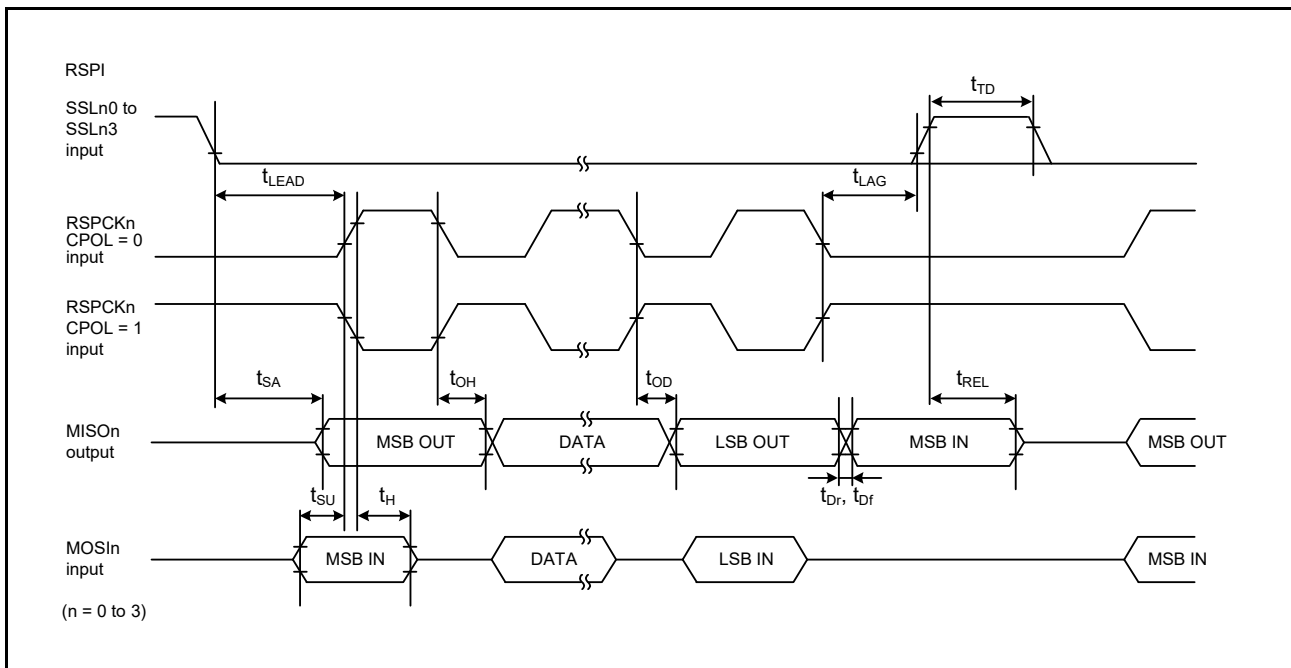 RSPI
SSLn0 to
SSLn3
input
tTD
tLEAD
tLAG
RSPCKn
CPOL = 0
input
RSPCKn
CPOL = 1
input
tSA
tOH
tOD
tREL
MISOn
output
MSB OUT
DATA
LSB OUT
MSB IN
MSB OUT
tSU
tH
tDr, tDf
MOSIn
input
MSB IN
DATA
LSB IN
MSB IN
(n = 0 to 3)